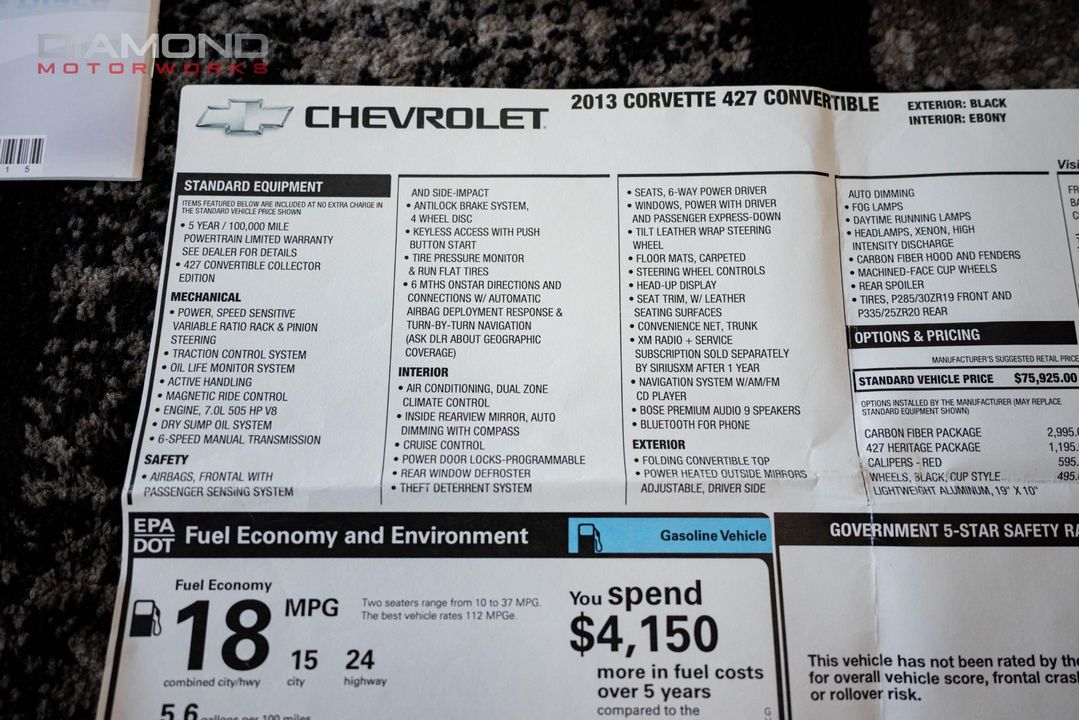 DIAMOND
MOTORWORKS
1 5
CHEVROLET
2013 CORVETTE 427 CONVERTIBLE
EXTERIOR: BLACK
INTERIOR: EBONY
STANDARD EQUIPMENT
ITEMS FEATURED BELOW ARE INCLUDED AT NO EXTRA CHARGE IN
THE STANDARD VEHICLE PRICE SHOWN
• 5 YEAR / 100,000 MILE
POWERTRAIN LIMITED WARRANTY
SEE DEALER FOR DETAILS
• 427 CONVERTIBLE COLLECTOR
EDITION
MECHANICAL
• POWER, SPEED SENSITIVE
VARIABLE RATIO RACK & PINION
STEERING
• TRACTION CONTROL SYSTEM
• OIL LIFE MONITOR SYSTEM
• ACTIVE HANDLING
• MAGNETIC RIDE CONTROL
• ENGINE, 7.0L 505 HP V8
• DRY SUMP OIL SYSTEM
• 6-SPEED MANUAL TRANSMISSION
SAFETY
• AIRBAGS, FRONTAL WITH
PASSENGER SENSING SYSTEM
AND SIDE-IMPACT
• ANTILOCK BRAKE SYSTEM,
4 WHEEL DISC
• KEYLESS ACCESS WITH PUSH
BUTTON START
• TIRE PRESSURE MONITOR
& RUN FLAT TIRES
• 6 MTHS ONSTAR DIRECTIONS AND
CONNECTIONS W/ AUTOMATIC
AIRBAG DEPLOYMENT RESPONSE &
TURN-BY-TURN NAVIGATION
(ASK DLR ABOUT GEOGRAPHIC
COVERAGE)
INTERIOR
• AIR CONDITIONING, DUAL ZONE
CLIMATE CONTROL
• INSIDE REARVIEW MIRROR, AUTO
DIMMING WITH COMPASS
• CRUISE CONTROL
• POWER DOOR LOCKS-PROGRAMMABLE
• REAR WINDOW DEFROSTER
• THEFT DETERRENT SYSTEM
• SEATS, 6-WAY POWER DRIVER
• WINDOWS, POWER WITH DRIVER
AND PASSENGER EXPRESS-DOWN
• TILT LEATHER WRAP STEERING
WHEEL
• FLOOR MATS, CARPETED
• STEERING WHEEL CONTROLS
• HEAD-UP DISPLAY
• SEAT TRIM, W/ LEATHER
SEATING SURFACES
• CONVENIENCE NET, TRUNK
• XM RADIO + SERVICE
SUBSCRIPTION SOLD SEPARATELY
BY SIRIUSXM AFTER 1 YEAR
• NAVIGATION SYSTEM W/AM/FM
CD PLAYER
• BOSE PREMIUM AUDIO 9 SPEAKERS
• BLUETOOTH FOR PHONE
EXTERIOR
• FOLDING CONVERTIBLE TOP
• POWER HEATED OUTSIDE MIRRORS
ADJUSTABLE, DRIVER SIDE
AUTO DIMMING
• FOG LAMPS
• DAYTIME RUNNING LAMPS
• HEADLAMPS, XENON, HIGH
INTENSITY DISCHARGE
• CARBON FIBER HOOD AND FENDERS
• MACHINED-FACE CUP WHEELS
• REAR SPOILER
• TIRES, P285/30ZR19 FRONT AND
P335/25ZR20 REAR
OPTIONS & PRICING
MANUFACTURER'S SUGGESTED RETAIL PRICE
STANDARD VEHICLE PRICE $75,925.00
OPTIONS INSTALLED BY THE MANUFACTURER (MAY REPLACE
STANDARD EQUIPMENT SHOWN)
CARBON FIBER PACKAGE 2,995.
427 HERITAGE PACKAGE 1,195.
CALIPERS - RED 595.
WHEELS, BLACK, CUP STYLE 495.
LIGHTWEIGHT ALUMINUM, 19" X 10"
Visi
EPA
DOT
Fuel Economy and Environment
Gasoline Vehicle
Fuel Economy
18 MPG
combined city/hwy
15
city
24
highway
Two seaters range from 10 to 37 MPG.
The best vehicle rates 112 MPGe.
5.6 gallons per 100 miles
You spend
$4,150
more in fuel costs
over 5 years
compared to the
GOVERNMENT 5-STAR SAFETY RA
This vehicle has not been rated by the
for overall vehicle score, frontal cras
or rollover risk.